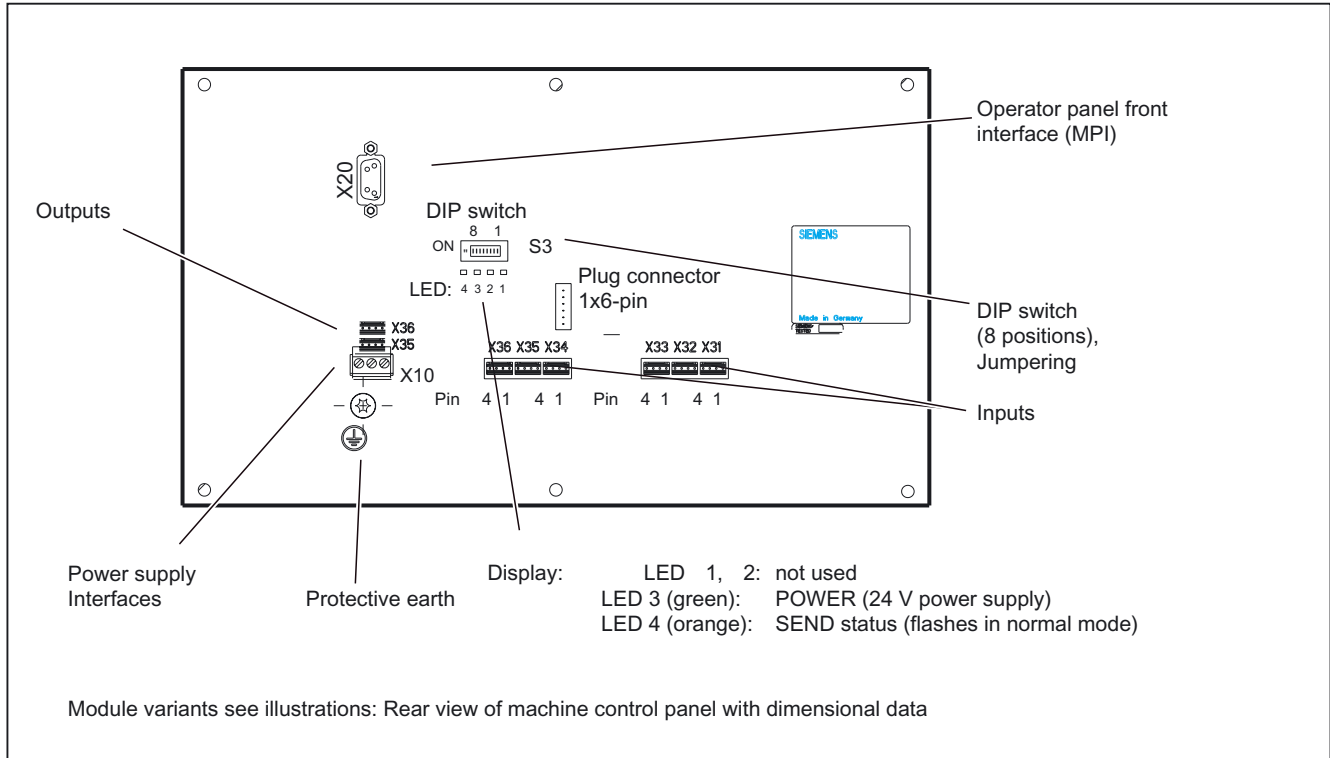 Operator panel front
interface (MPI)
X20
Outputs
DIP switch
8 1
ON
S3
SIEMENS
Plug connector
1x6-pin
LED: 4 3 2 1
DIP switch
(8 positions),
Jumpering
Made in Germany
X36
X35
X10
X36 X35 X34
X33 X32 X31
Pin 4 1 4 1 Pin 4 1 4 1
Inputs
Power supply
Interfaces
Protective earth
Display: LED 1, 2: not used
LED 3 (green): POWER (24 V power supply)
LED 4 (orange): SEND status (flashes in normal mode)
Module variants see illustrations: Rear view of machine control panel with dimensional data